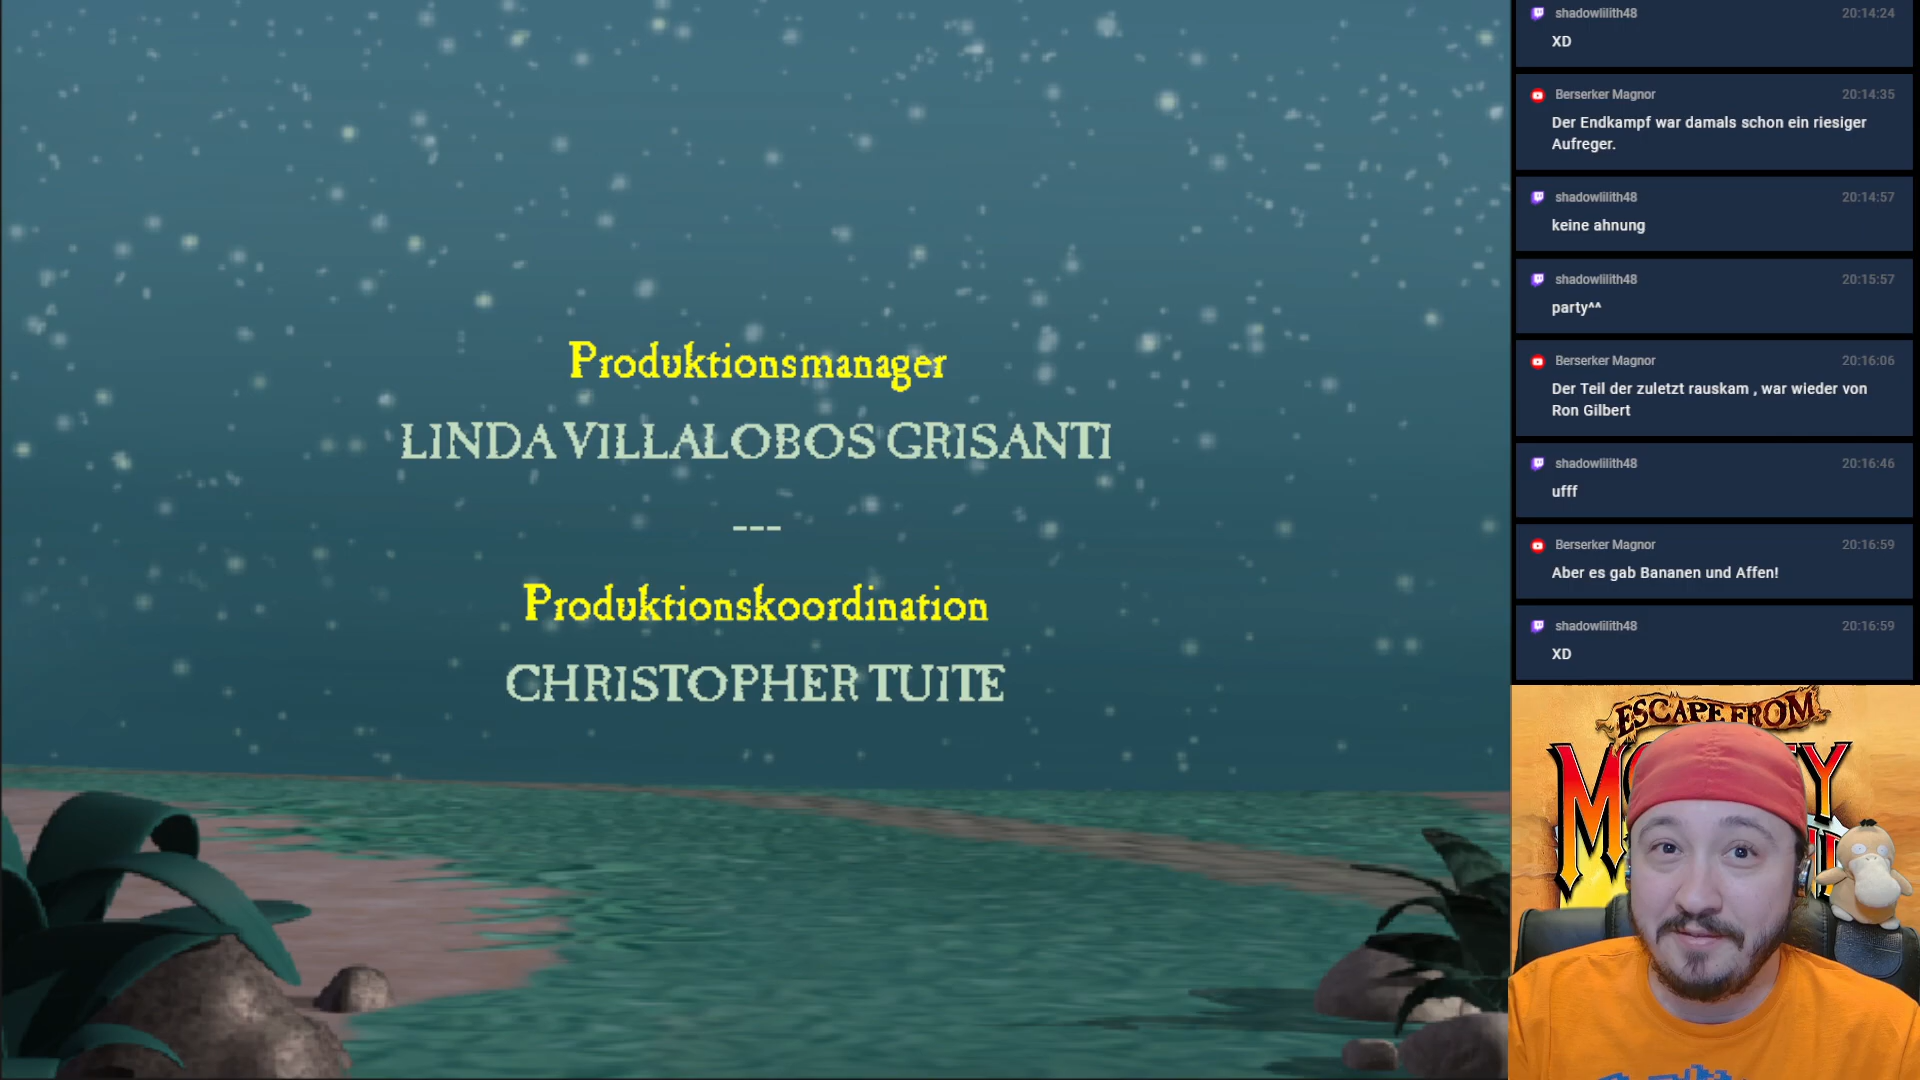 Produktionsmanager
LINDA VILLALOBOS GRISANTI
---
Produktionskoordination
CHRISTOPHER TUITE
shadowlilith48 20:14:24
XD
Berserker Magnor 20:14:35
Der Endkampf war damals schon ein riesiger
Aufreger.
shadowlilith48 20:14:57
keine ahnung
shadowlilith48 20:15:57
party^^
Berserker Magnor 20:16:06
Der Teil der zuletzt rauskam , war wieder von
Ron Gilbert
shadowlilith48 20:16:46
ufff
Berserker Magnor 20:16:59
Aber es gab Bananen und Affen!
shadowlilith48 20:16:59
XD
ESCAPE FROM